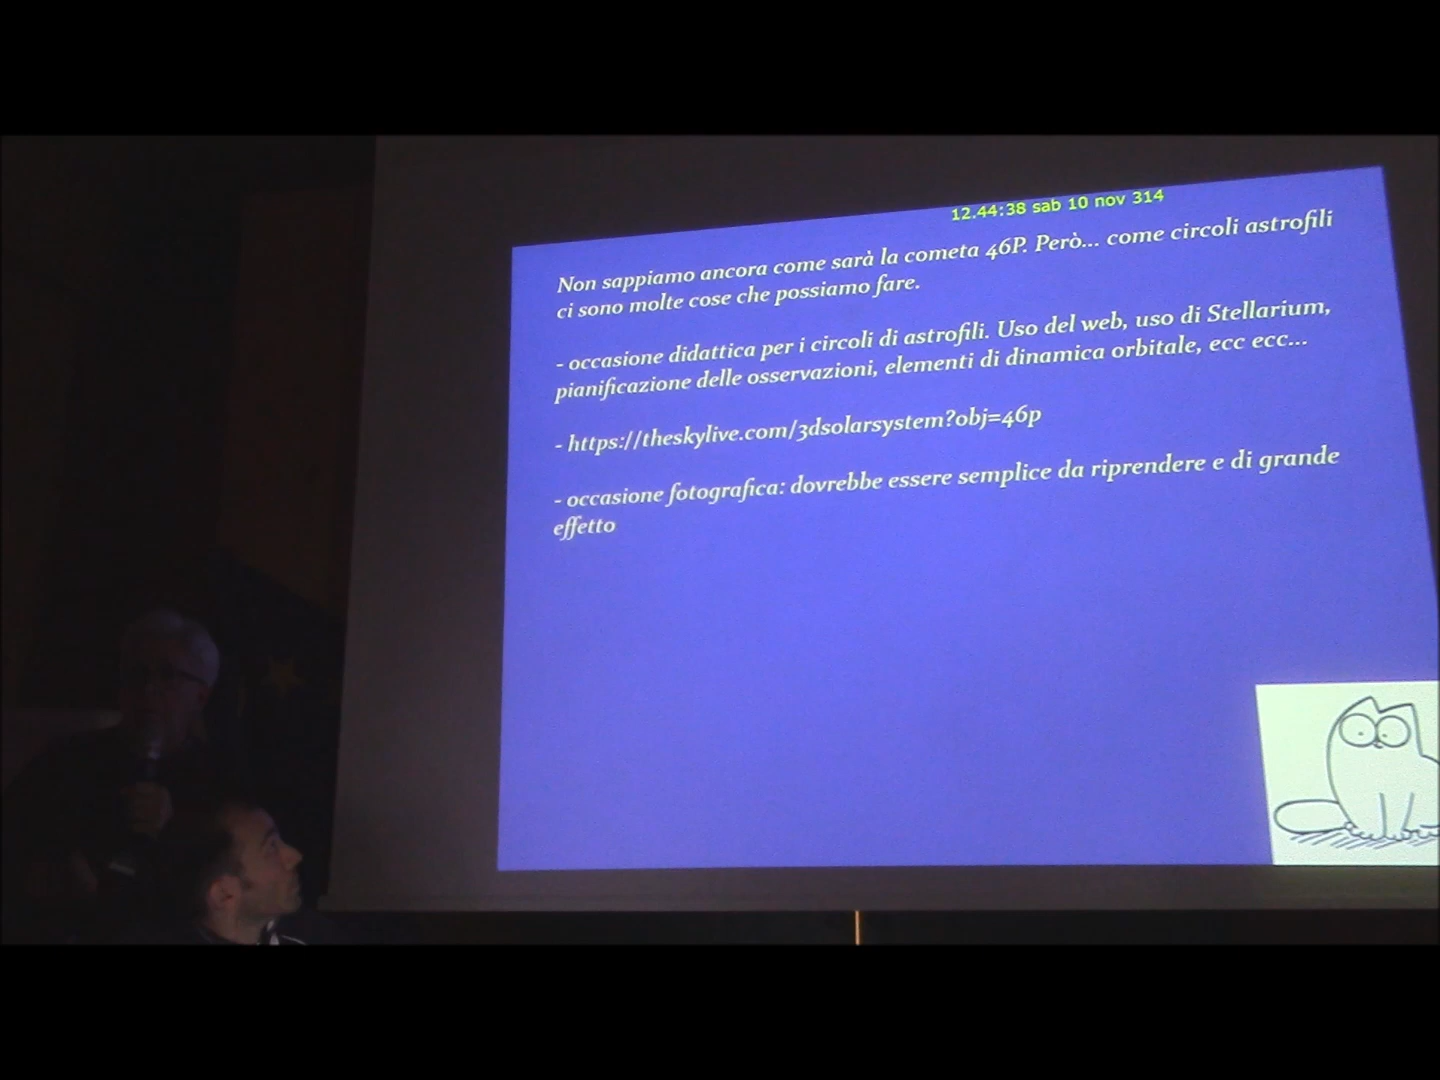 12.44:38 sab 10 nov 314
Non sappiamo ancora come sarà la cometa 46P. Però... come circoli astrofili
ci sono molte cose che possiamo fare.
- occasione didattica per i circoli di astrofili. Uso del web, uso di Stellarium,
pianificazione delle osservazioni, elementi di dinamica orbitale, ecc ecc...
- https://theskylive.com/3dsolarsystem?obj=46p
- occasione fotografica: dovrebbe essere semplice da riprendere e di grande
effetto